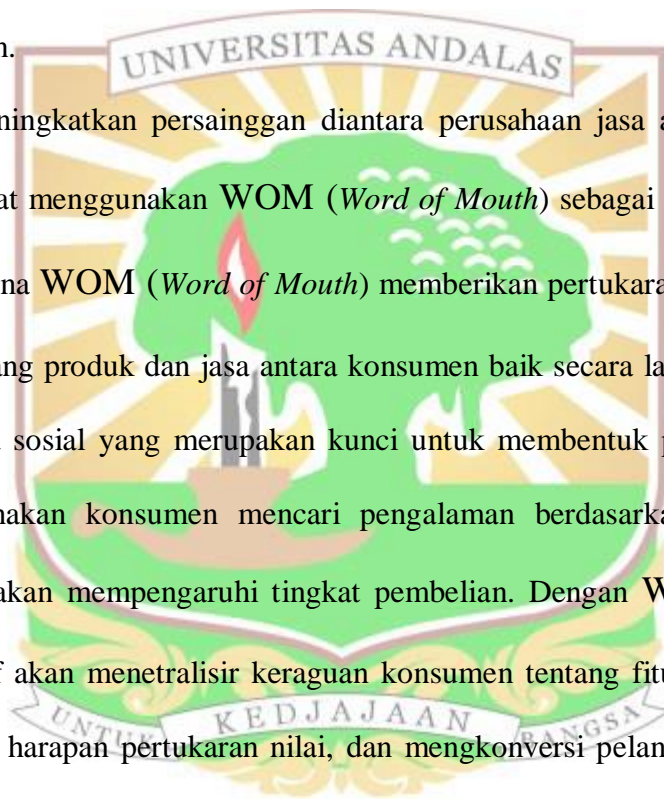 n.
UNIVERSITAS ANDALAS
ningkatkan persainggan diantara perusahaan jasa a
at menggunakan WOM (Word of Mouth) sebagai
na WOM (Word of Mouth) memberikan pertukara
ang produk dan jasa antara konsumen baik secara la
sosial yang merupakan kunci untuk membentuk p
nakan konsumen mencari pengalaman berdasarka
akan mempengaruhi tingkat pembelian. Dengan W
f akan menetralisir keraguan konsumen tentang fitu
UNTUK KEDJAJAAN BANGSA
harapan pertukaran nilai, dan mengkonversi pelan